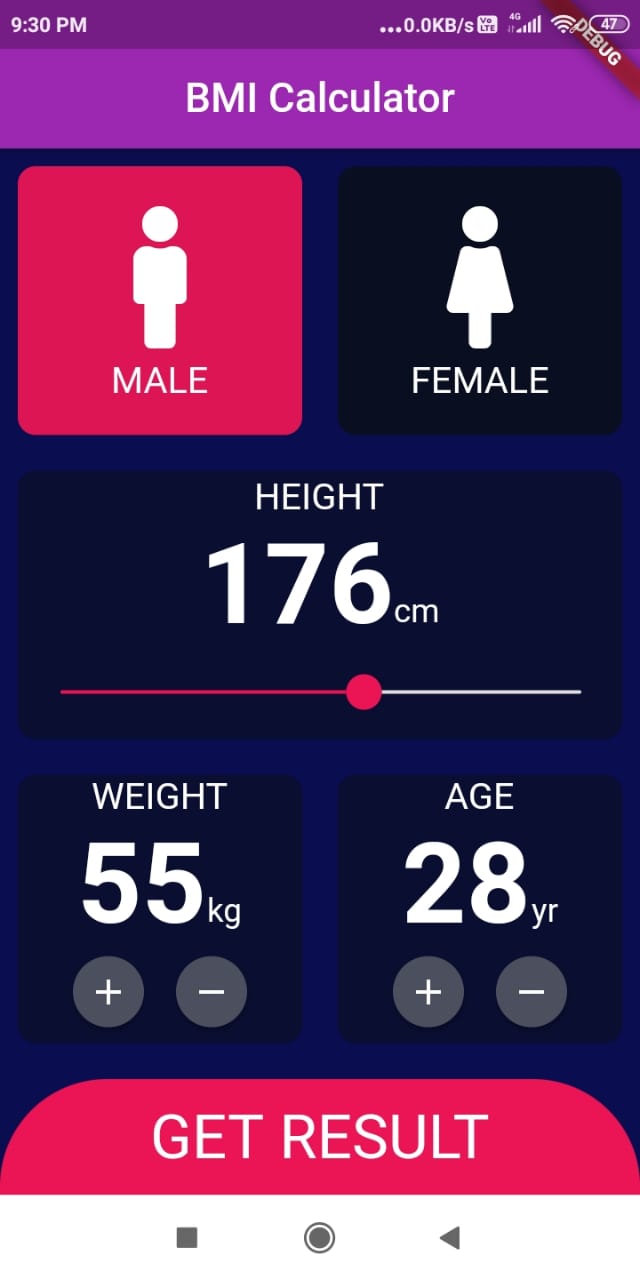 9:30 PM
...0.0KB/s Vo LTE 4G 47
DEBUG
BMI Calculator
MALE
FEMALE
HEIGHT
176cm
WEIGHT
55kg
+ −
AGE
28yr
+ −
GET RESULT